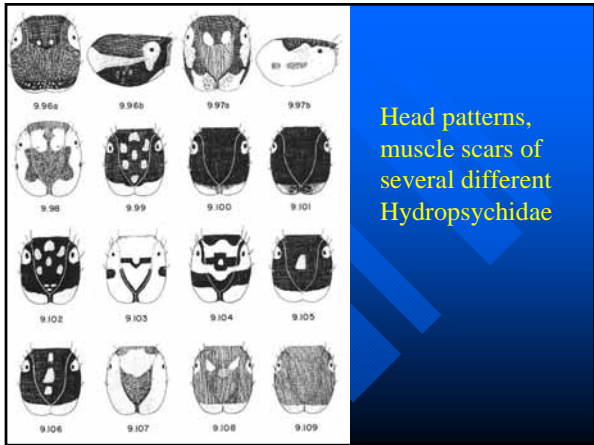 9.96a 9.96b 9.97a 9.97b
9.98 9.99 9.100 9.101
9.102 9.103 9.104 9.105
9.106 9.107 9.108 9.109
Head patterns,
muscle scars of
several different
Hydropsychidae